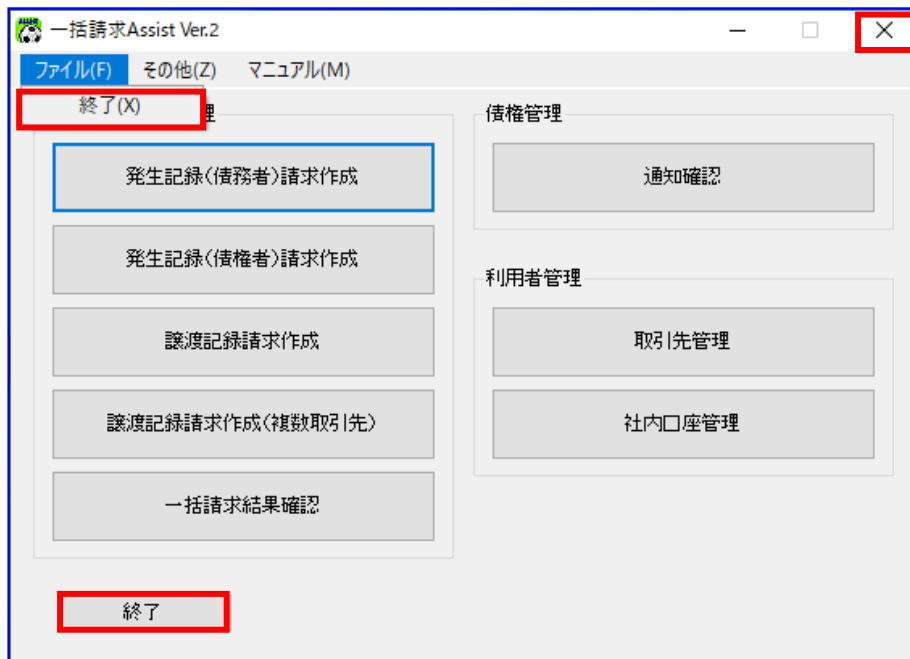 一括請求Assist Ver.2
ファイル(F) その他(Z) マニュアル(M)
終了(X)
理
発生記録(債務者)請求作成
発生記録(債権者)請求作成
譲渡記録請求作成
譲渡記録請求作成(複数取引先)
一括請求結果確認
債権管理
通知確認
利用者管理
取引先管理
社内口座管理
終了